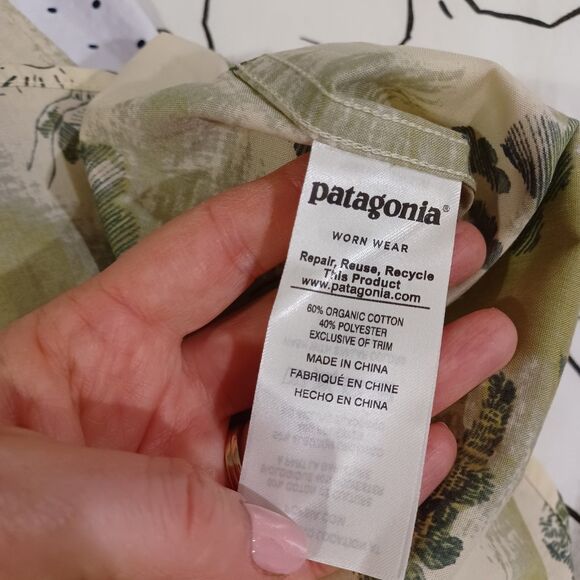 patagonia®
WORN WEAR
Repair, Reuse, Recycle
This Product
www.patagonia.com
60% ORGANIC COTTON
40% POLYESTER
EXCLUSIVE OF TRIM
MADE IN CHINA
FABRIQUÉ EN CHINE
HECHO EN CHINA